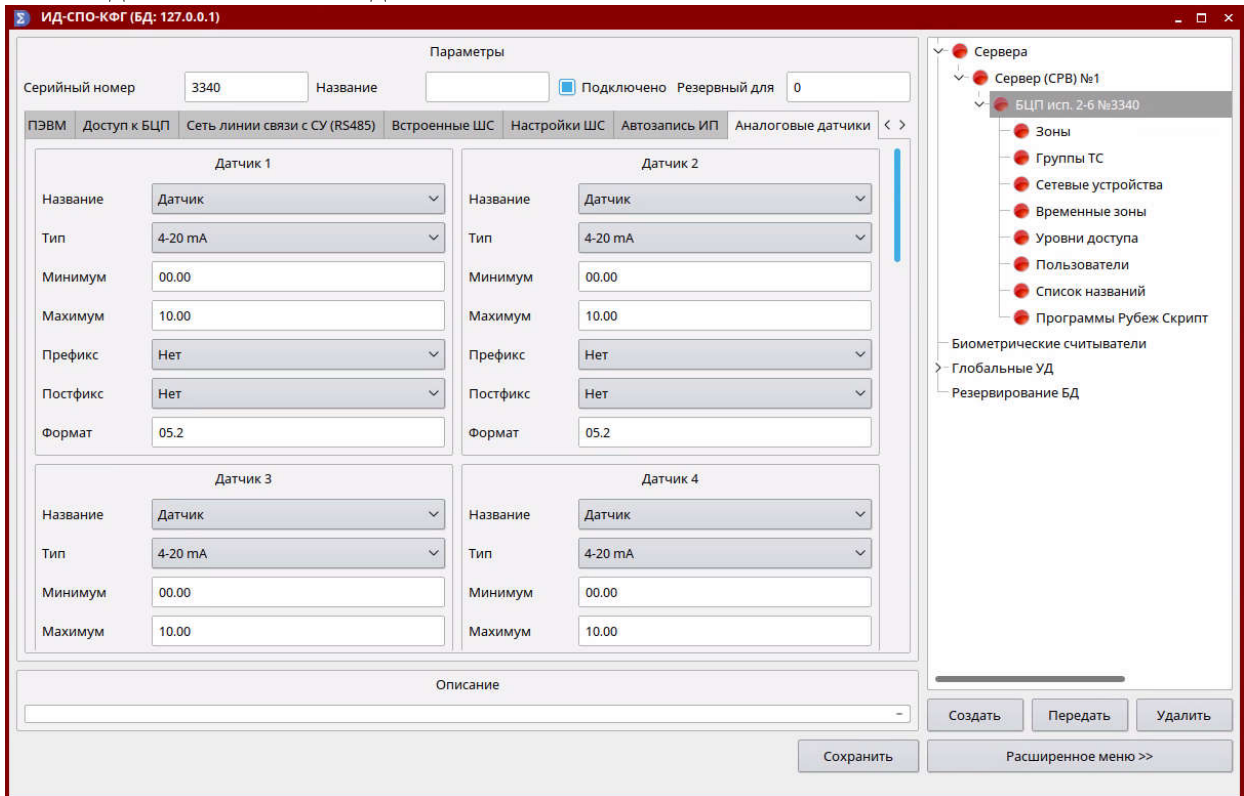 ИД-СПО-КФГ (БД: 127.0.0.1)
Параметры
Серийный номер 3340 Название Подключено Резервный для 0
ПЭВМ Доступ к БЦП Сеть линии связи с СУ (RS485) Встроенные ШС Настройки ШС Автозапись ИП Аналоговые датчики < >
Датчик 1
Название Датчик
Тип 4-20 mA
Минимум 00.00
Махимум 10.00
Префикс Нет
Постфикс Нет
Формат 05.2
Датчик 2
Название Датчик
Тип 4-20 mA
Минимум 00.00
Махимум 10.00
Префикс Нет
Постфикс Нет
Формат 05.2
Датчик 3
Название Датчик
Тип 4-20 mA
Минимум 00.00
Махимум 10.00
Датчик 4
Название Датчик
Тип 4-20 mA
Минимум 00.00
Махимум 10.00
Описание
Сохранить
Сервера
Сервер (СРВ) №1
БЦП исп. 2-6 №3340
Зоны
Группы ТС
Сетевые устройства
Временные зоны
Уровни доступа
Пользователи
Список названий
Программы Рубеж Скрипт
Биометрические считыватели
Глобальные УД
Резервирование БД
Создать Передать Удалить
Расширенное меню >>